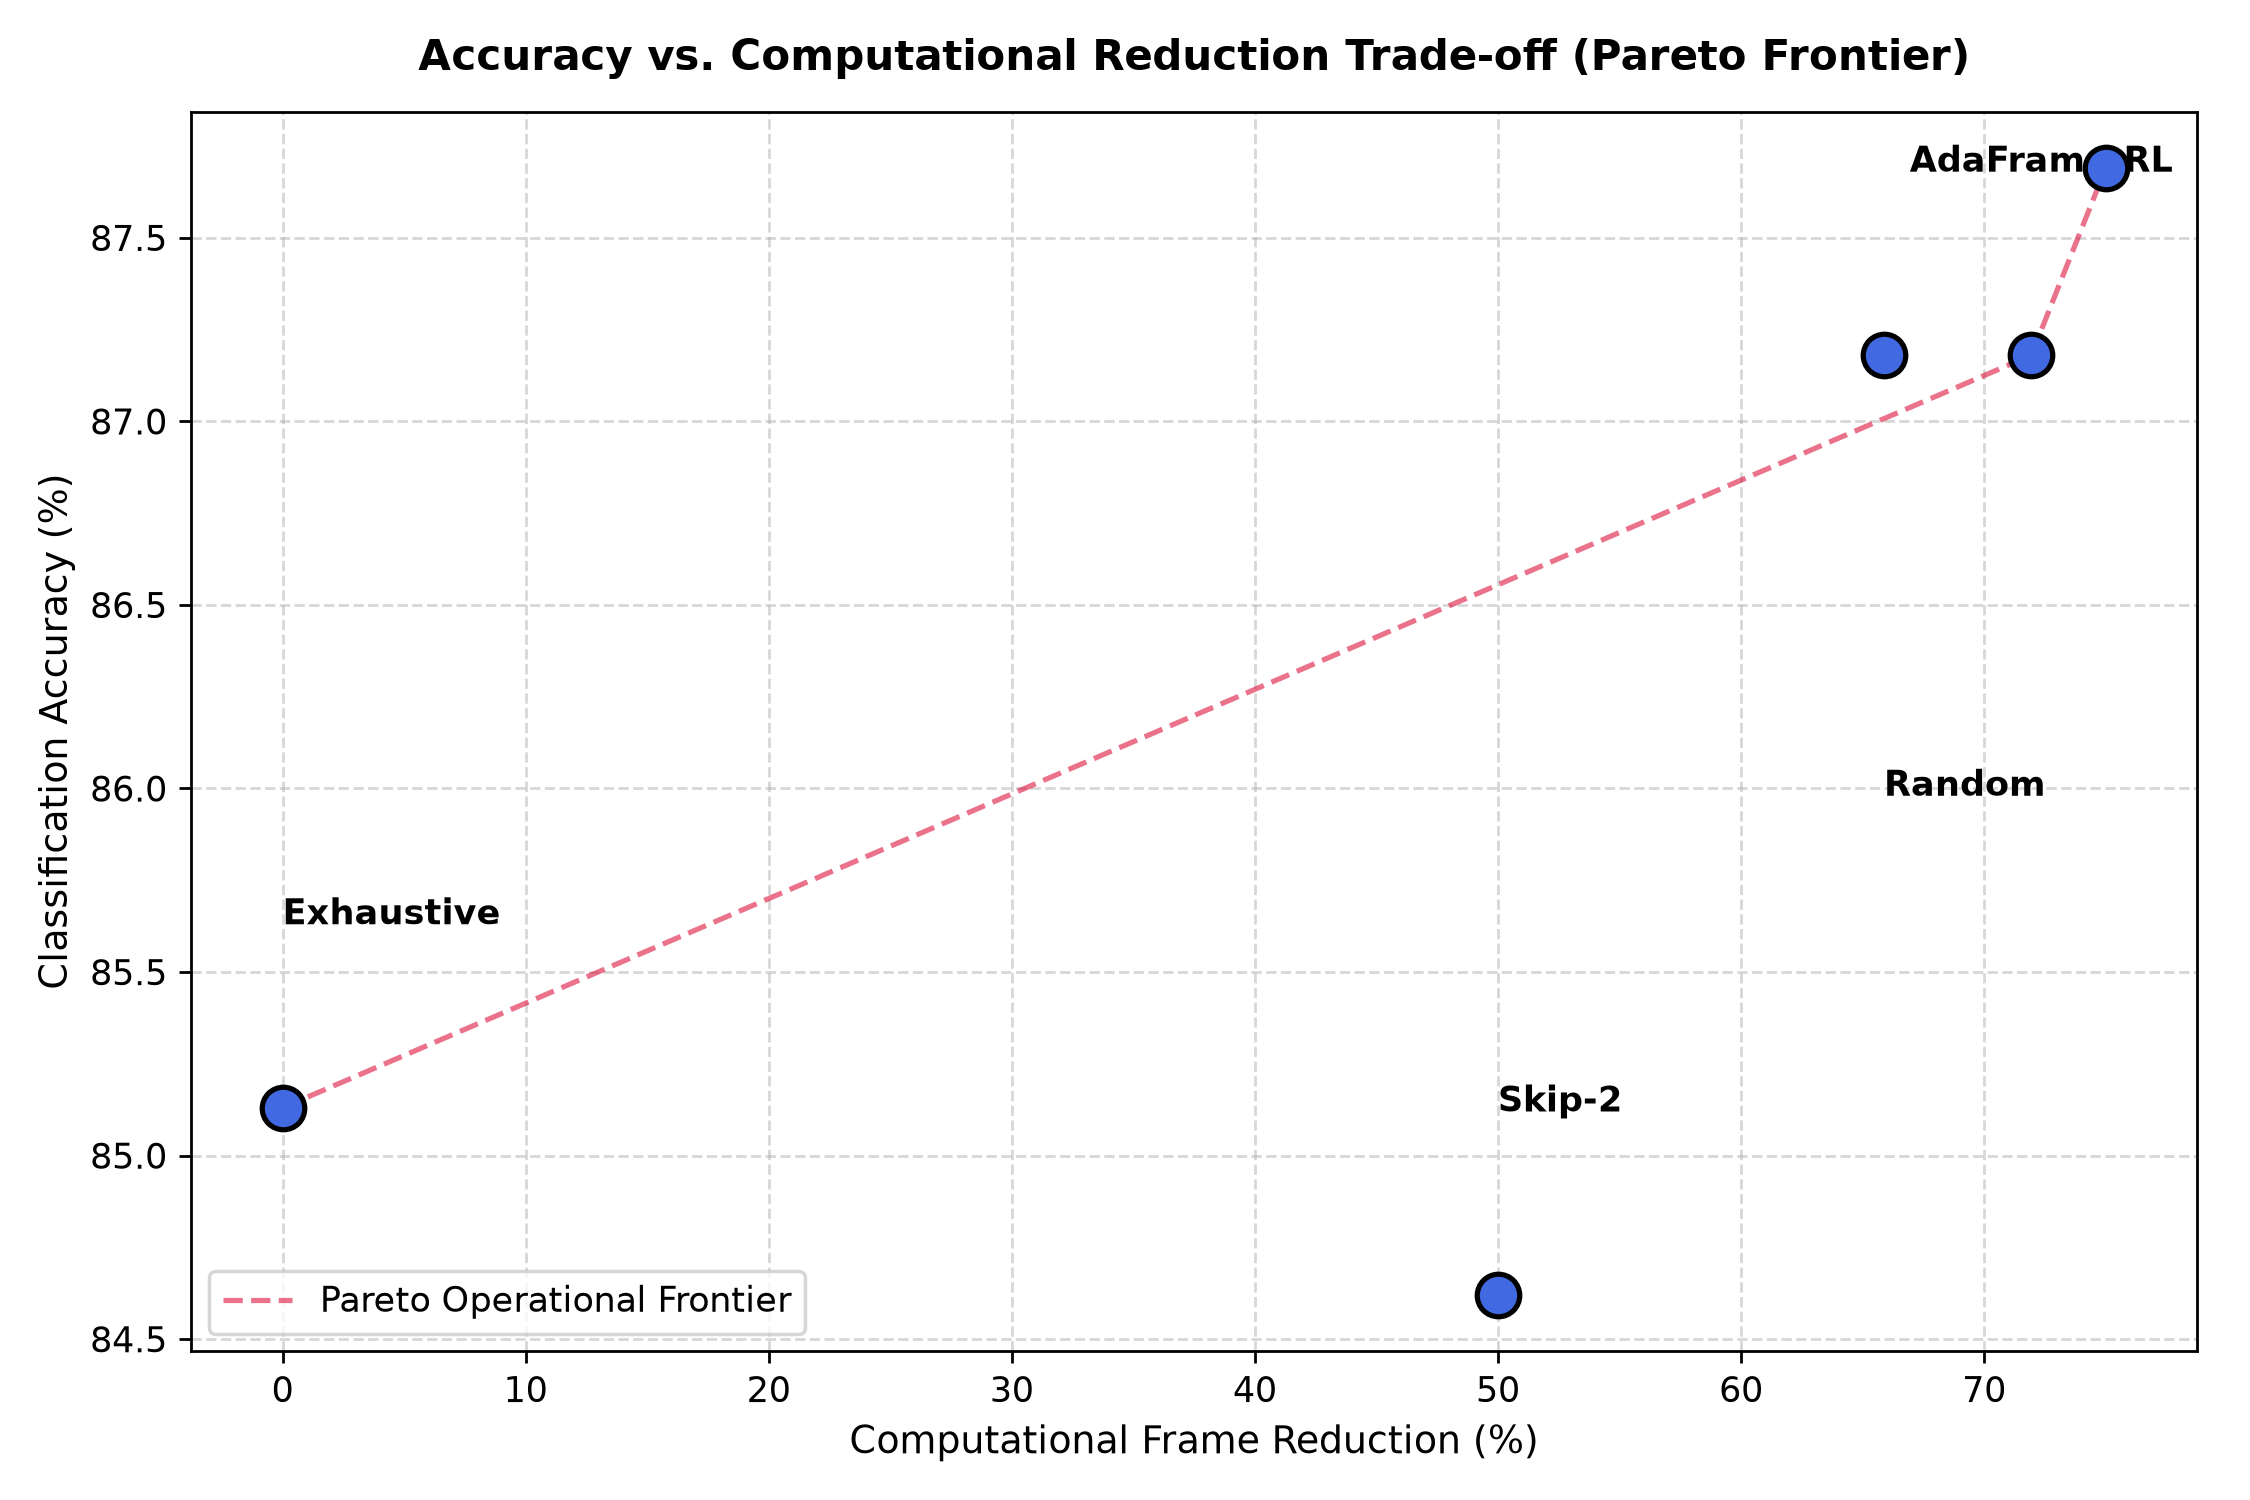 Accuracy vs. Computational Reduction Trade-off (Pareto Frontier)
AdaFram RL
87.5
87.0
86.5
Random
86.0
Exhaustive
85.5
Skip-2
85.0
84.5
Classification Accuracy (%)
Pareto Operational Frontier
0 10 20 30 40 50 60 70
Computational Frame Reduction (%)